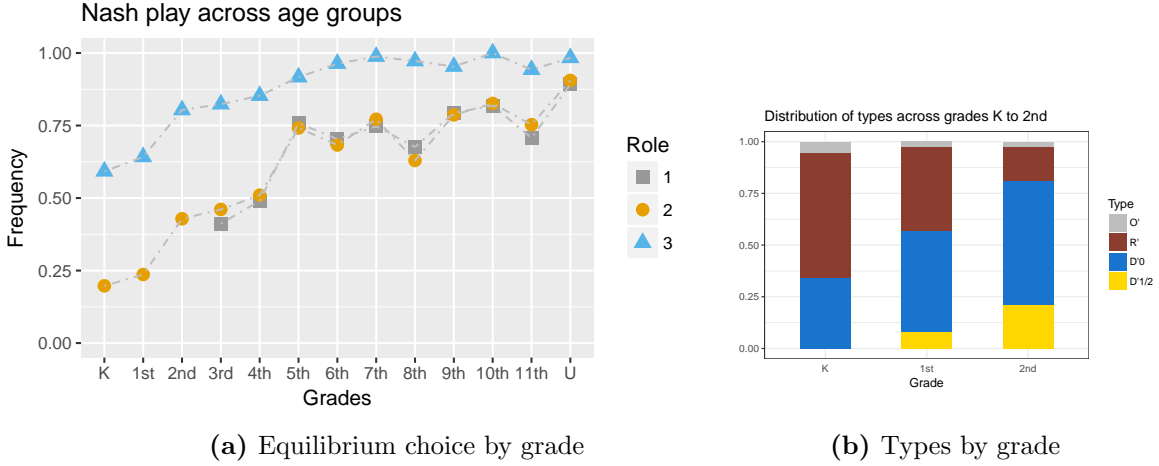 Nash play across age groups
1.00
0.75
0.50
0.25
0.00
Frequency
K 1st 2nd 3rd 4th 5th 6th 7th 8th 9th 10th 11th U
Grades
Role
1
2
3
(a) Equilibrium choice by grade
Distribution of types across grades K to 2nd
1.00
0.75
0.50
0.25
0.00
K 1st 2nd
Grade
Type
O'
R'
D'0
D'1/2
(b) Types by grade